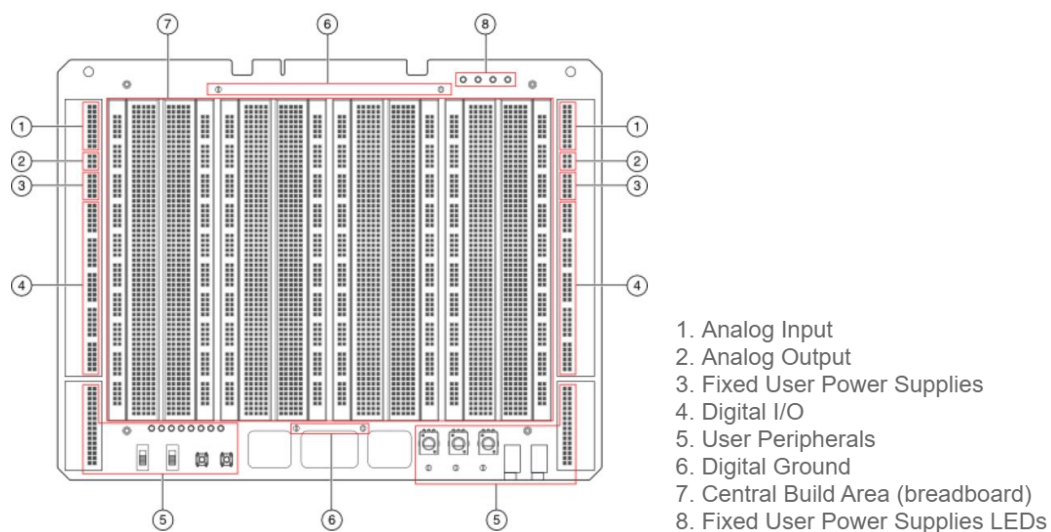 7 6 8
1 1
2 2
3 3
4 4
1. Analog Input
2. Analog Output
3. Fixed User Power Supplies
4. Digital I/O
5. User Peripherals
6. Digital Ground
7. Central Build Area (breadboard)
8. Fixed User Power Supplies LEDs
5 6 5